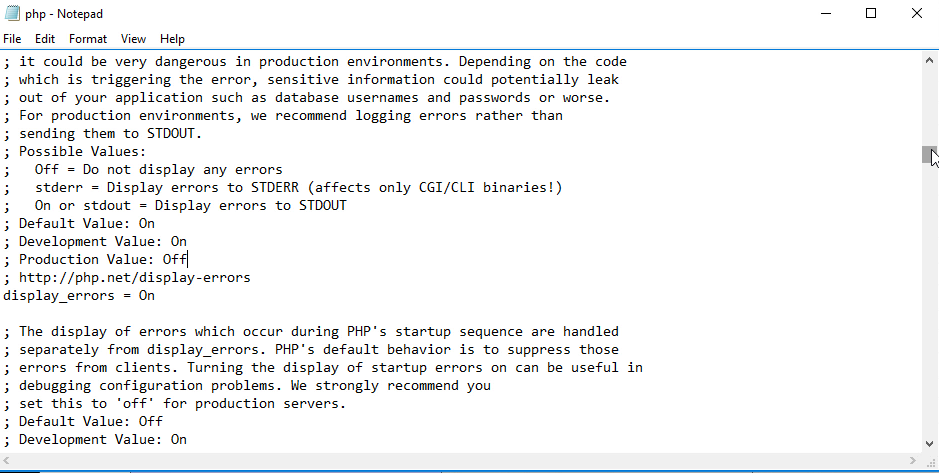 php - Notepad
File Edit Format View Help
; it could be very dangerous in production environments. Depending on the code
; which is triggering the error, sensitive information could potentially leak
; out of your application such as database usernames and passwords or worse.
; For production environments, we recommend logging errors rather than
; sending them to STDOUT.
; Possible Values:
;   Off = Do not display any errors
;   stderr = Display errors to STDERR (affects only CGI/CLI binaries!)
;   On or stdout = Display errors to STDOUT
; Default Value: On
; Development Value: On
; Production Value: Off
; http://php.net/display-errors
display_errors = On
; The display of errors which occur during PHP's startup sequence are handled
; separately from display_errors. PHP's default behavior is to suppress those
; errors from clients. Turning the display of startup errors on can be useful in
; debugging configuration problems. We strongly recommend you
; set this to 'off' for production servers.
; Default Value: Off
; Development Value: On